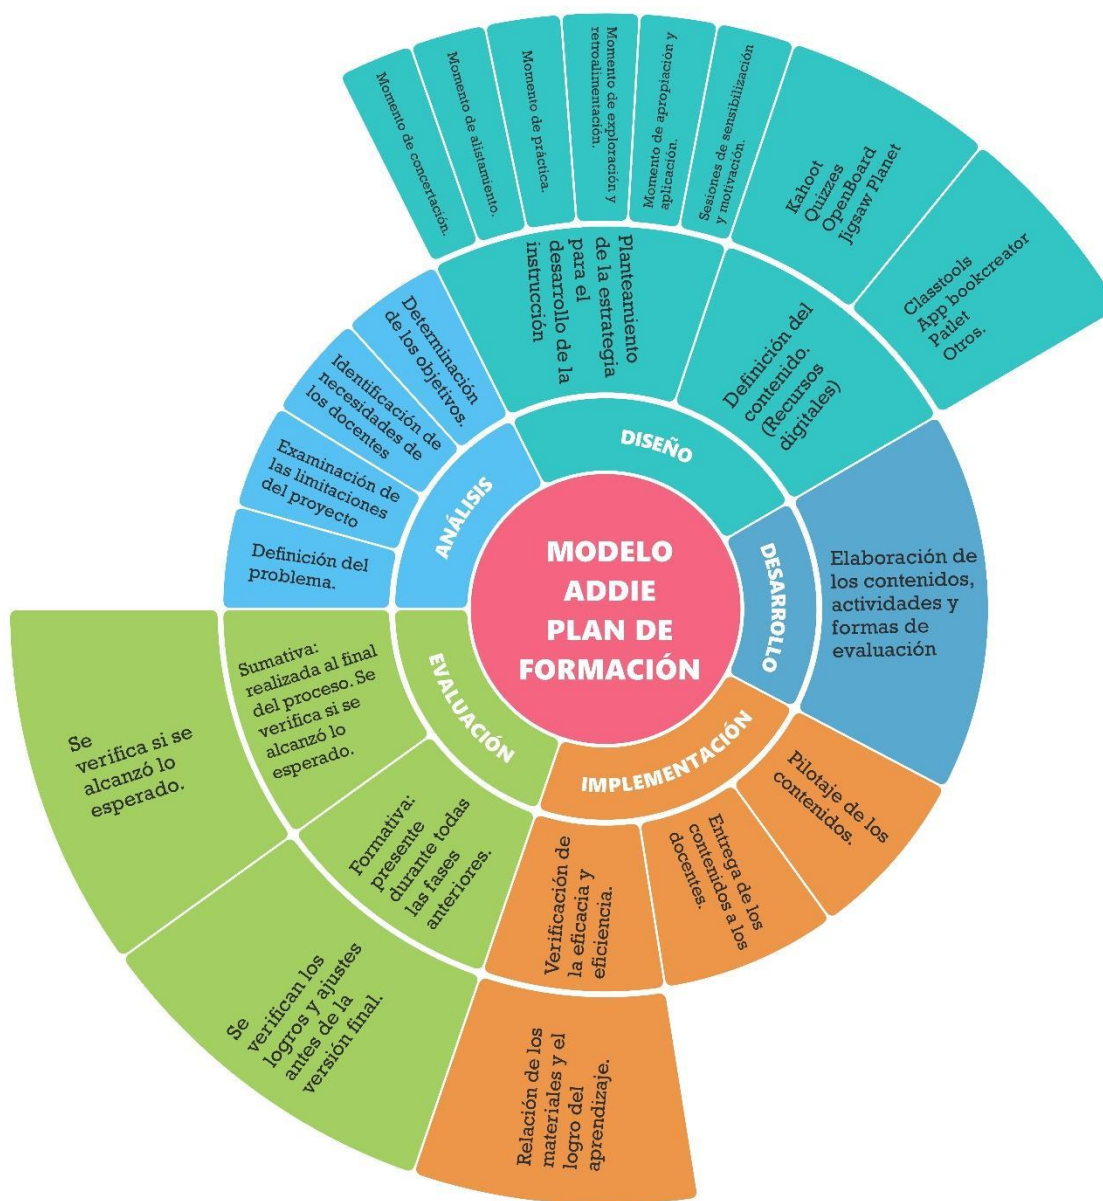 MODELO
ADDIE
PLAN DE
FORMACIÓN
ANÁLISIS
Definición del
problema.
Examinación de
las limitaciones
del proyecto
Identificación de
necesidades de
los docentes
Determinación
de los objetivos.
DISEÑO
Planteamiento
de la estrategia
para el
desarrollo de la
instrucción
Momento de concertación.
Momento de alistamiento.
Momento de práctica.
Momento de exploración y
retroalimentación.
Momento de apropiación y
aplicación.
Sesiones de sensibilización
y motivación.
Definición del
contenido.
(Recursos
digitales)
Kahoot
Quizzes
OpenBoard
Jigsaw Planet
Classtools
App bookcreator
Patlet
Otros.
DESARROLLO
Elaboración de
los contenidos,
actividades y
formas de
evaluación
IMPLEMENTACIÓN
Pilotaje de los
contenidos.
Entrega de los
contenidos a los
docentes.
Verificación de
la eficacia y
eficiencia.
Relación de los
materiales y el
logro del
aprendizaje.
EVALUACIÓN
Formativa:
presente
durante todas
las fases
anteriores.
Se
verifican los
logros y ajustes
antes de la
versión final.
Sumativa:
realizada al final
del proceso. Se
verifica si se
alcanzó lo
esperado.
Se
verifica si se
alcanzó lo
esperado.